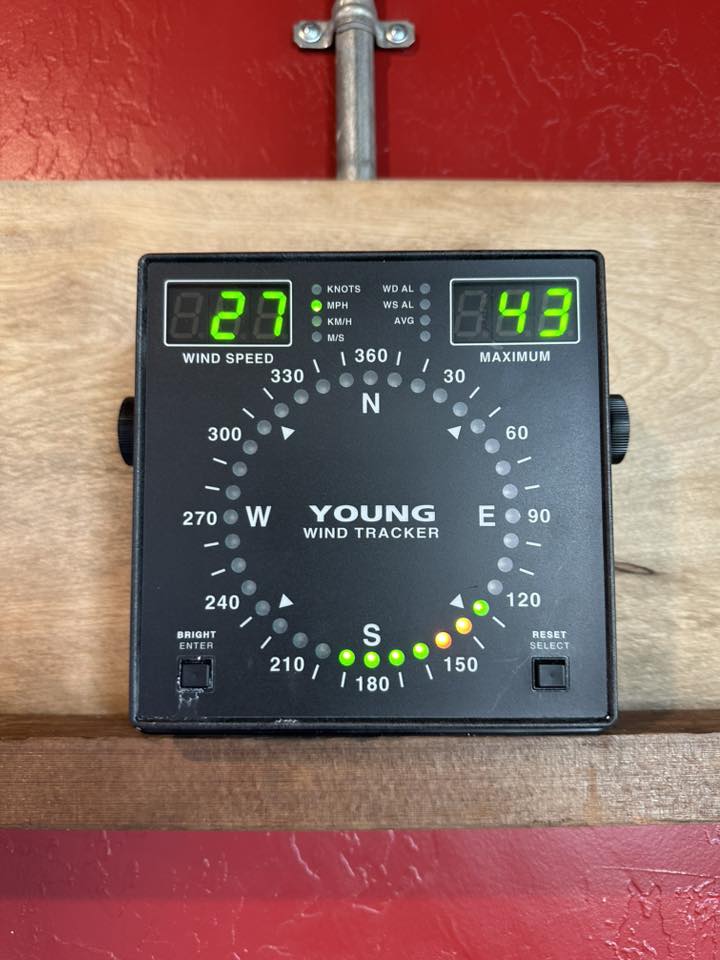 27
WIND SPEED
KNOTS
MPH
KM/H
M/S
WD AL
WS AL
AVG
43
MAXIMUM
360
30
60
90
120
150
180
210
240
270
300
330
N
E
S
W
YOUNG
WIND TRACKER
BRIGHT
ENTER
RESET
SELECT